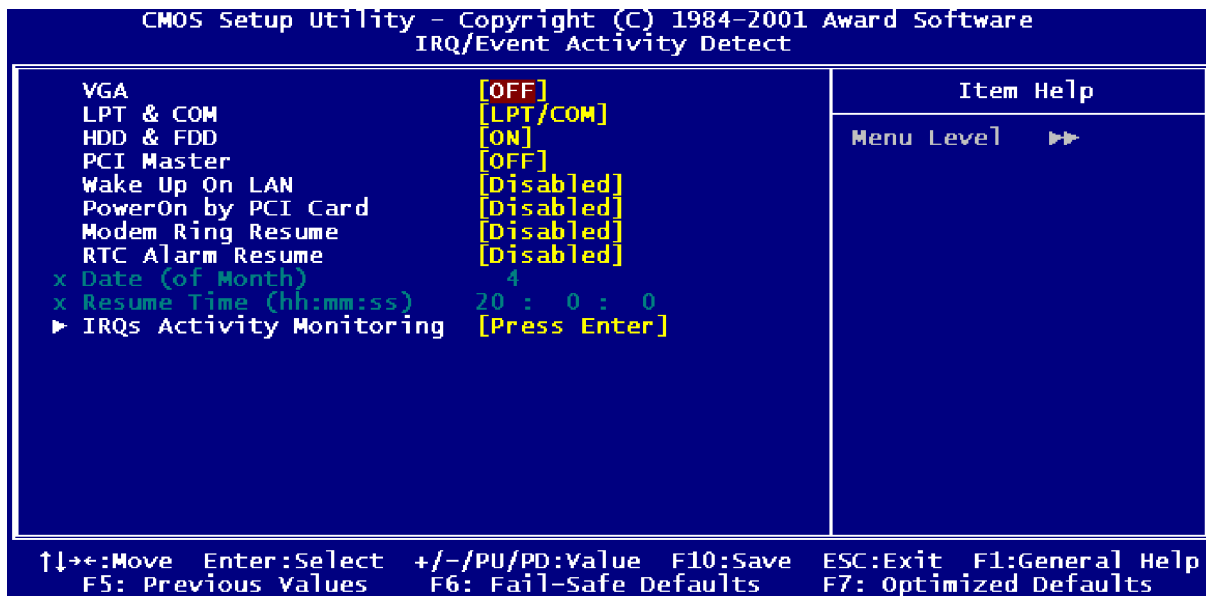 CMOS Setup Utility – Copyright (C) 1984–2001 Award Software
IRQ/Event Activity Detect
VGA [OFF]
LPT & COM [LPT/COM]
HDD & FDD [ON]
PCI Master [OFF]
Wake Up On LAN [Disabled]
PowerOn by PCI Card [Disabled]
Modem Ring Resume [Disabled]
RTC Alarm Resume [Disabled]
x Date (of Month) 4
x Resume Time (hh:mm:ss) 20 : 0 : 0
► IRQs Activity Monitoring [Press Enter]
Item Help
Menu Level ►►
↑↓→←:Move Enter:Select +/-/PU/PD:Value F10:Save ESC:Exit F1:General Help
F5: Previous Values F6: Fail-Safe Defaults F7: Optimized Defaults